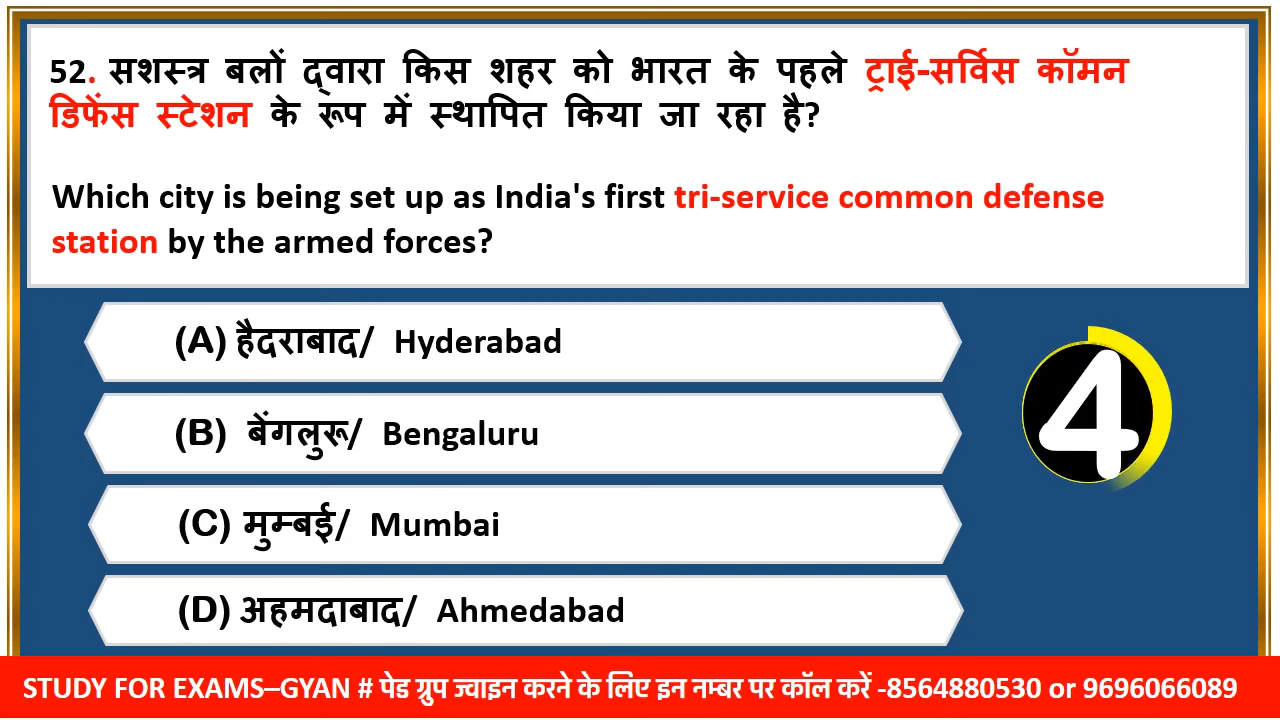 52. सशस्त्र बलों द्वारा किस शहर को भारत के पहले ट्राई-सर्विस कॉमन
डिफेंस स्टेशन के रूप में स्थापित किया जा रहा है?
Which city is being set up as India's first tri-service common defense
station by the armed forces?
(A) हैदराबाद/ Hyderabad
(B) बेंगलुरू/ Bengaluru
(C) मुम्बई/ Mumbai
(D) अहमदाबाद/ Ahmedabad
4
STUDY FOR EXAMS–GYAN # पेड ग्रुप ज्वाइन करने के लिए इन नम्बर पर कॉल करें -8564880530 or 9696066089